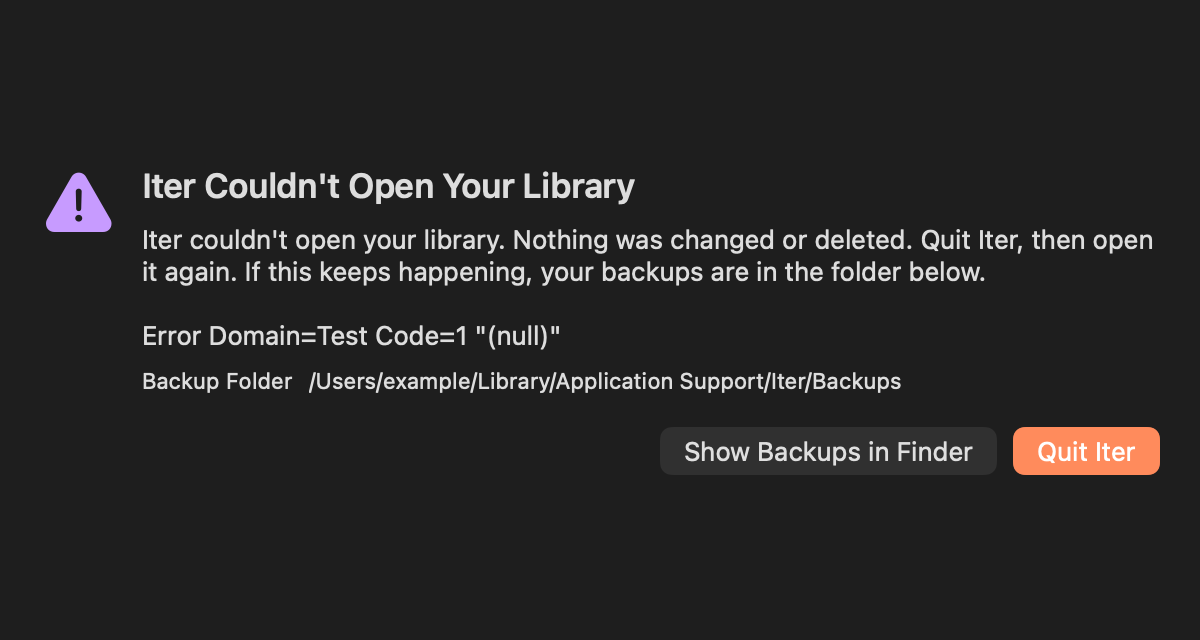 Iter Couldn't Open Your Library
Iter couldn't open your library. Nothing was changed or deleted. Quit Iter, then open
it again. If this keeps happening, your backups are in the folder below.
Error Domain=Test Code=1 "(null)"
Backup Folder /Users/example/Library/Application Support/Iter/Backups
Show Backups in Finder
Quit Iter